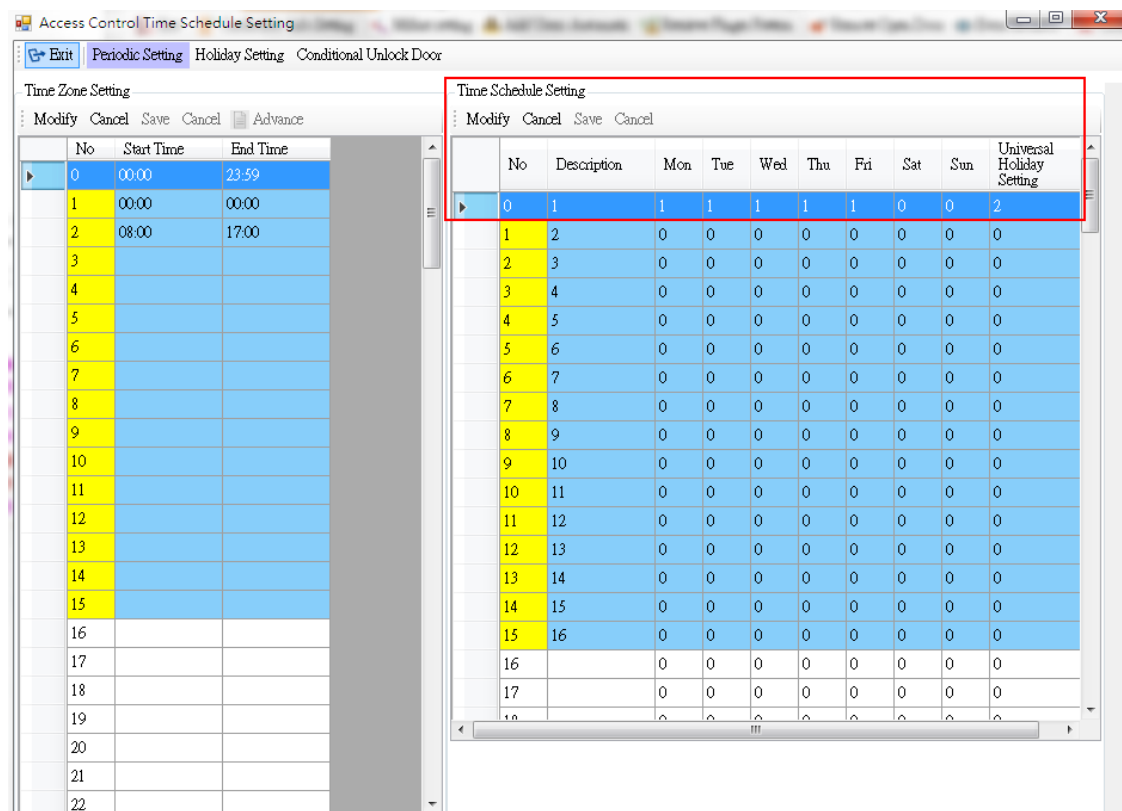 Access Control Time Schedule Setting
Exit Periodic Setting Holiday Setting Conditional Unlock Door
Time Zone Setting
Modify Cancel Save Cancel Advance
No Start Time End Time
0 00:00 23:59
1 00:00 00:00
2 08:00 17:00
3
4
5
6
7
8
9
10
11
12
13
14
15
16
17
18
19
20
21
22
Time Schedule Setting
Modify Cancel Save Cancel
No Description Mon Tue Wed Thu Fri Sat Sun Universal Holiday Setting
0 1 1 1 1 1 1 0 0 2
1 2 0 0 0 0 0 0 0 0
2 3 0 0 0 0 0 0 0 0
3 4 0 0 0 0 0 0 0 0
4 5 0 0 0 0 0 0 0 0
5 6 0 0 0 0 0 0 0 0
6 7 0 0 0 0 0 0 0 0
7 8 0 0 0 0 0 0 0 0
8 9 0 0 0 0 0 0 0 0
9 10 0 0 0 0 0 0 0 0
10 11 0 0 0 0 0 0 0 0
11 12 0 0 0 0 0 0 0 0
12 13 0 0 0 0 0 0 0 0
13 14 0 0 0 0 0 0 0 0
14 15 0 0 0 0 0 0 0 0
15 16 0 0 0 0 0 0 0 0
16 0 0 0 0 0 0 0 0
17 0 0 0 0 0 0 0 0